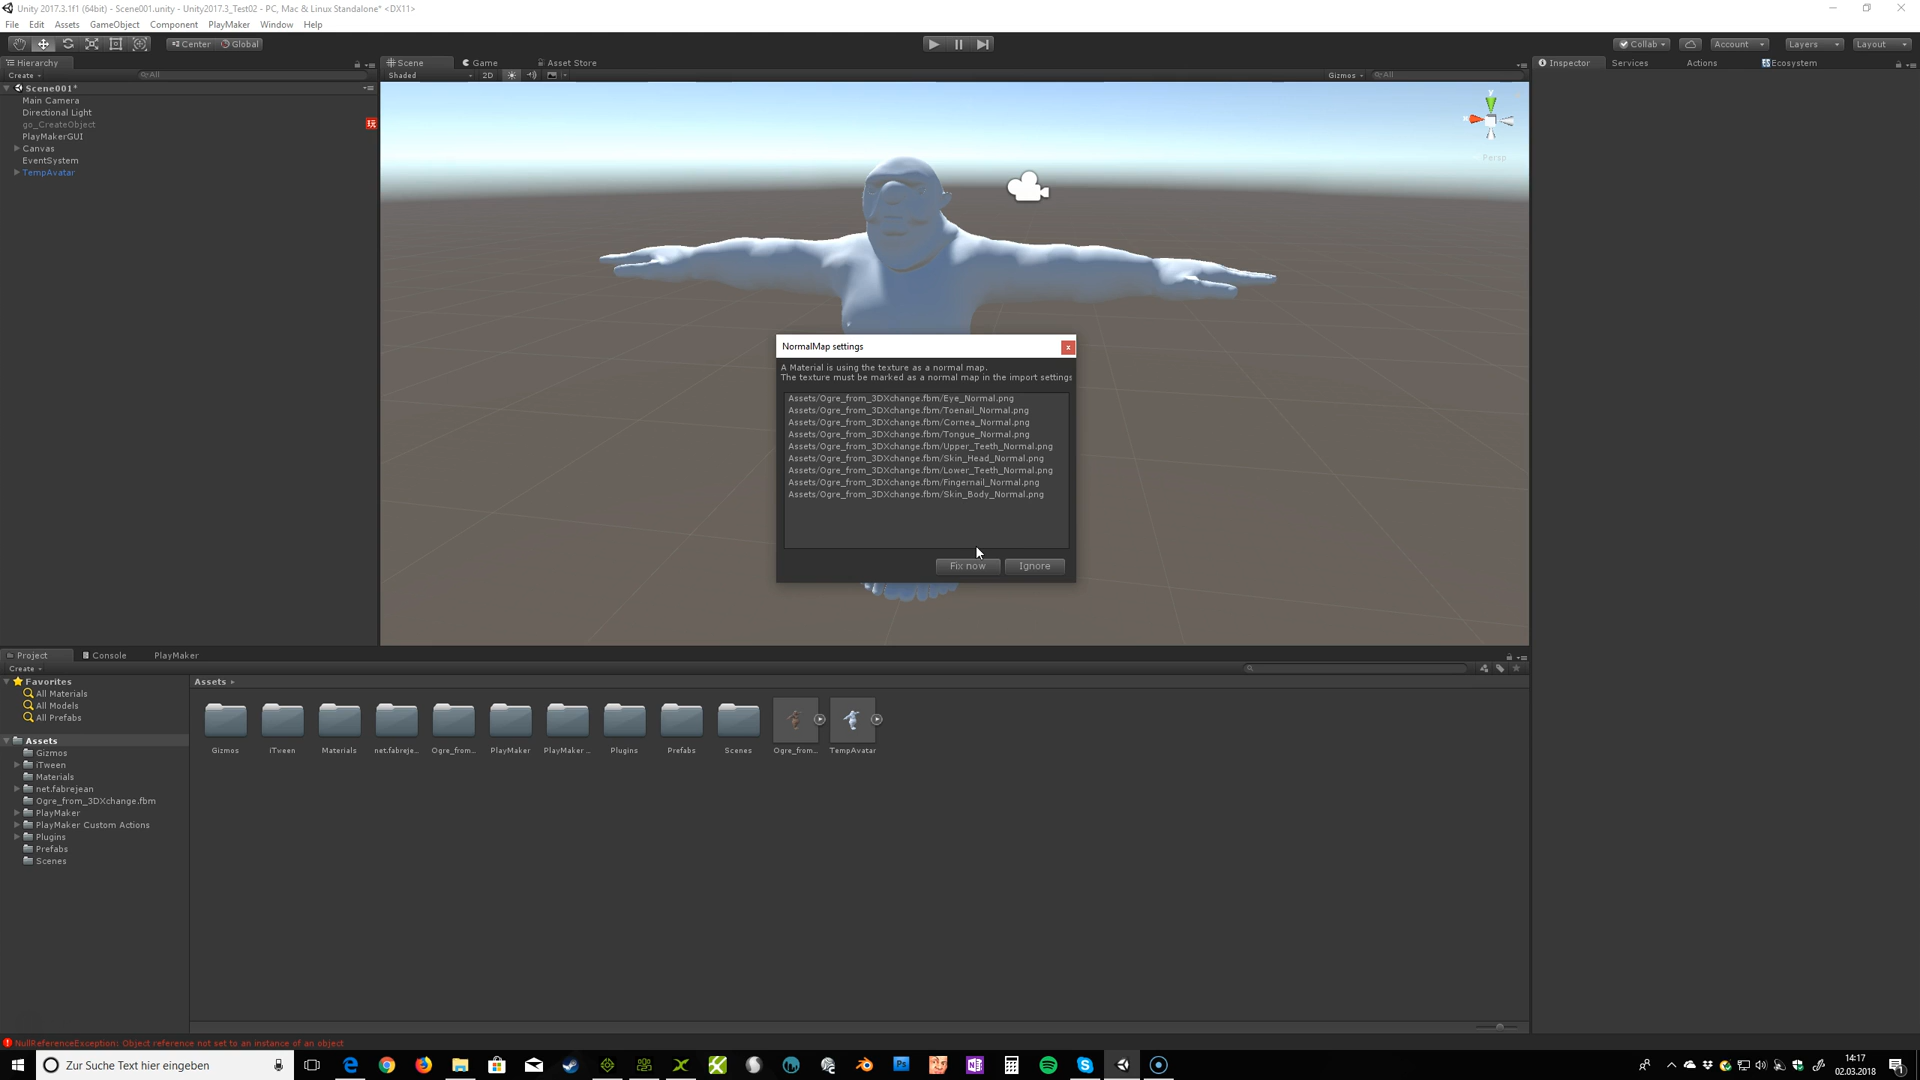 Unity 2017.3.1f1 (64bit) - Scene001.unity - Unity2017.3_Test02 - PC, Mac & Linux Standalone* <DX11>
File Edit Assets GameObject Component PlayMaker Window Help
Center Global Collab Account Layers Layout
Hierarchy Scene Game Asset Store Inspector Services Actions Ecosystem
Create All Shaded 2D Gizmos All
Scene001*
Main Camera
Directional Light
go_CreateObject
PlayMakerGUI
Canvas
EventSystem
TempAvatar
y
x
Persp
NormalMap settings
x
A Material is using the texture as a normal map.
The texture must be marked as a normal map in the import settings
Assets/Ogre_from_3DXchange.fbm/Eye_Normal.png
Assets/Ogre_from_3DXchange.fbm/Toenail_Normal.png
Assets/Ogre_from_3DXchange.fbm/Cornea_Normal.png
Assets/Ogre_from_3DXchange.fbm/Tongue_Normal.png
Assets/Ogre_from_3DXchange.fbm/Upper_Teeth_Normal.png
Assets/Ogre_from_3DXchange.fbm/Skin_Head_Normal.png
Assets/Ogre_from_3DXchange.fbm/Lower_Teeth_Normal.png
Assets/Ogre_from_3DXchange.fbm/Fingernail_Normal.png
Assets/Ogre_from_3DXchange.fbm/Skin_Body_Normal.png
Fix now Ignore
Project Console PlayMaker
Create
Favorites
All Materials
All Models
All Prefabs
Assets
Gizmos
iTween
Materials
net.fabrejean
Ogre_from_3DXchange.fbm
PlayMaker
PlayMaker Custom Actions
Plugins
Prefabs
Scenes
Assets
Gizmos iTween Materials net.fabreje... Ogre_from... PlayMaker PlayMaker ... Plugins Prefabs Scenes Ogre_from... TempAvatar
NullReferenceException: Object reference not set to an instance of an object
Zur Suche Text hier eingeben
Ps
14:17
02.03.2018